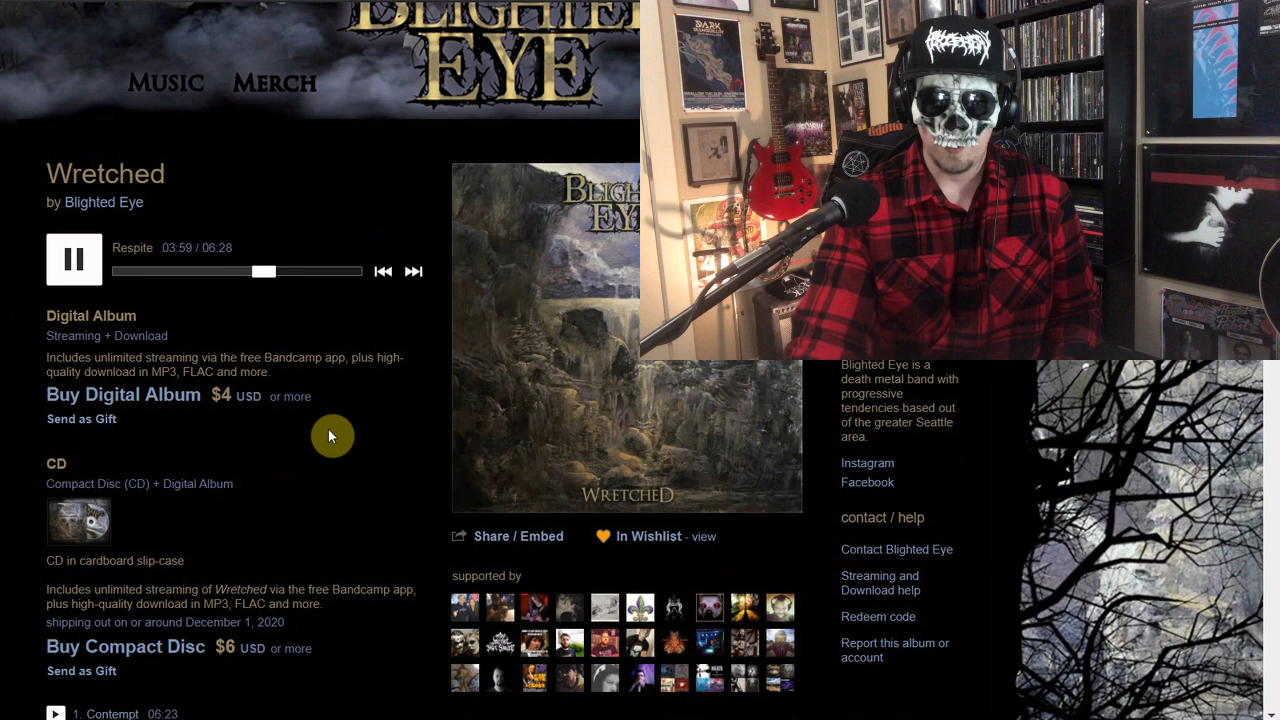 BLIGHTED
EYE
MUSIC MERCH
Wretched
by Blighted Eye
Respite 03:59 / 06:28
Digital Album
Streaming + Download
Includes unlimited streaming via the free Bandcamp app, plus high-
quality download in MP3, FLAC and more.
Buy Digital Album $4 USD or more
Send as Gift
CD
Compact Disc (CD) + Digital Album
CD in cardboard slip-case
Includes unlimited streaming of Wretched via the free Bandcamp app,
plus high-quality download in MP3, FLAC and more.
shipping out on or around December 1, 2020
Buy Compact Disc $6 USD or more
Send as Gift
1. Contempt 06:23
WRETCHED
Share / Embed In Wishlist - view
supported by
DARK
TRANQUILLITY
Blighted Eye is a
death metal band with
progressive
tendencies based out
of the greater Seattle
area.
Instagram
Facebook
contact / help
Contact Blighted Eye
Streaming and
Download help
Redeem code
Report this album or
account